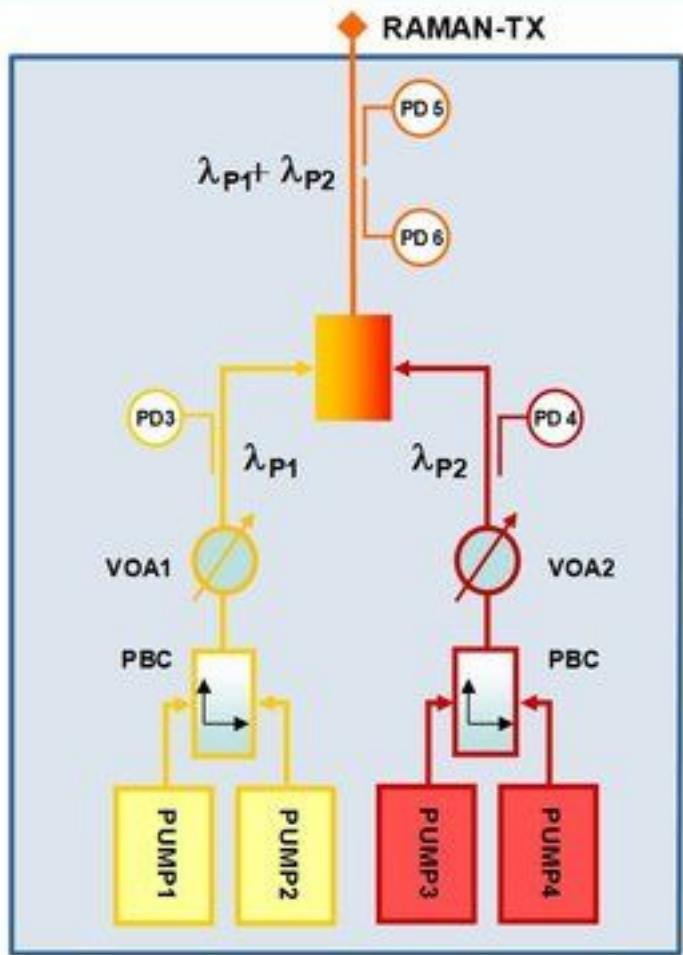 RAMAN-TX
PD 5
λP1+ λP2
PD 6
PD3
PD 4
λP1
λP2
VOA1
VOA2
PBC
PBC
PUMP1
PUMP2
PUMP3
PUMP4